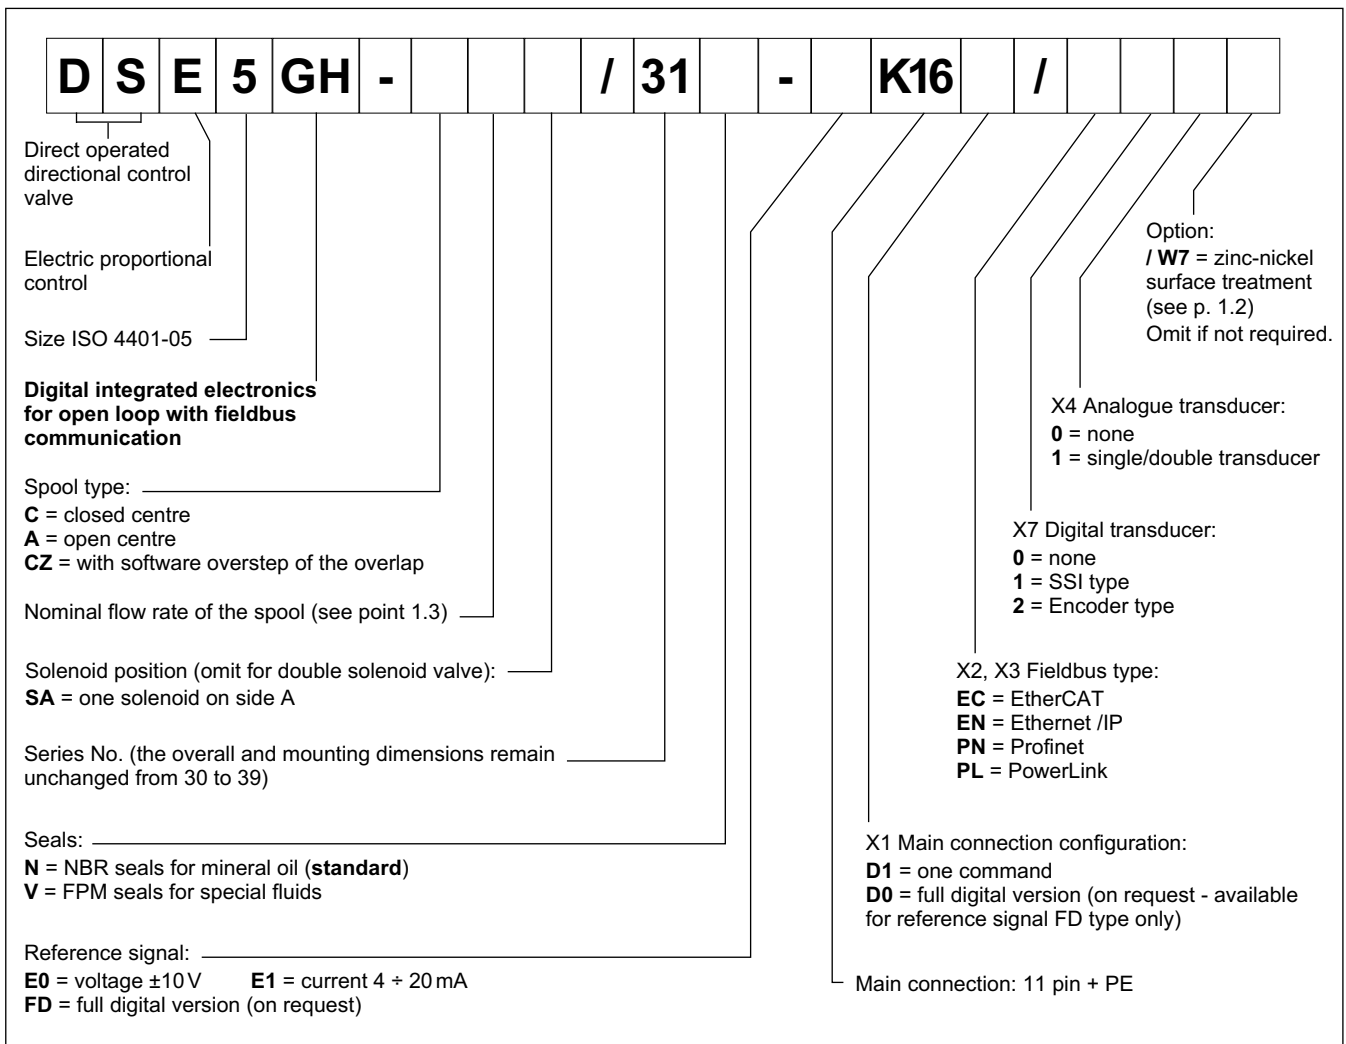 D S E 5 GH - / 31 - K16 /
Direct operated
directional control
valve
Electric proportional
control
Size ISO 4401-05
Digital integrated electronics
for open loop with fieldbus
communication
Spool type:
C = closed centre
A = open centre
CZ = with software overstep of the overlap
Nominal flow rate of the spool (see point 1.3)
Solenoid position (omit for double solenoid valve):
SA = one solenoid on side A
Series No. (the overall and mounting dimensions remain
unchanged from 30 to 39)
Seals:
N = NBR seals for mineral oil (standard)
V = FPM seals for special fluids
Reference signal:
E0 = voltage ±10 V E1 = current 4 ÷ 20 mA
FD = full digital version (on request)
Option:
/ W7 = zinc-nickel
surface treatment
(see p. 1.2)
Omit if not required.
X4 Analogue transducer:
0 = none
1 = single/double transducer
X7 Digital transducer:
0 = none
1 = SSI type
2 = Encoder type
X2, X3 Fieldbus type:
EC = EtherCAT
EN = Ethernet /IP
PN = Profinet
PL = PowerLink
X1 Main connection configuration:
D1 = one command
D0 = full digital version (on request - available
for reference signal FD type only)
Main connection: 11 pin + PE